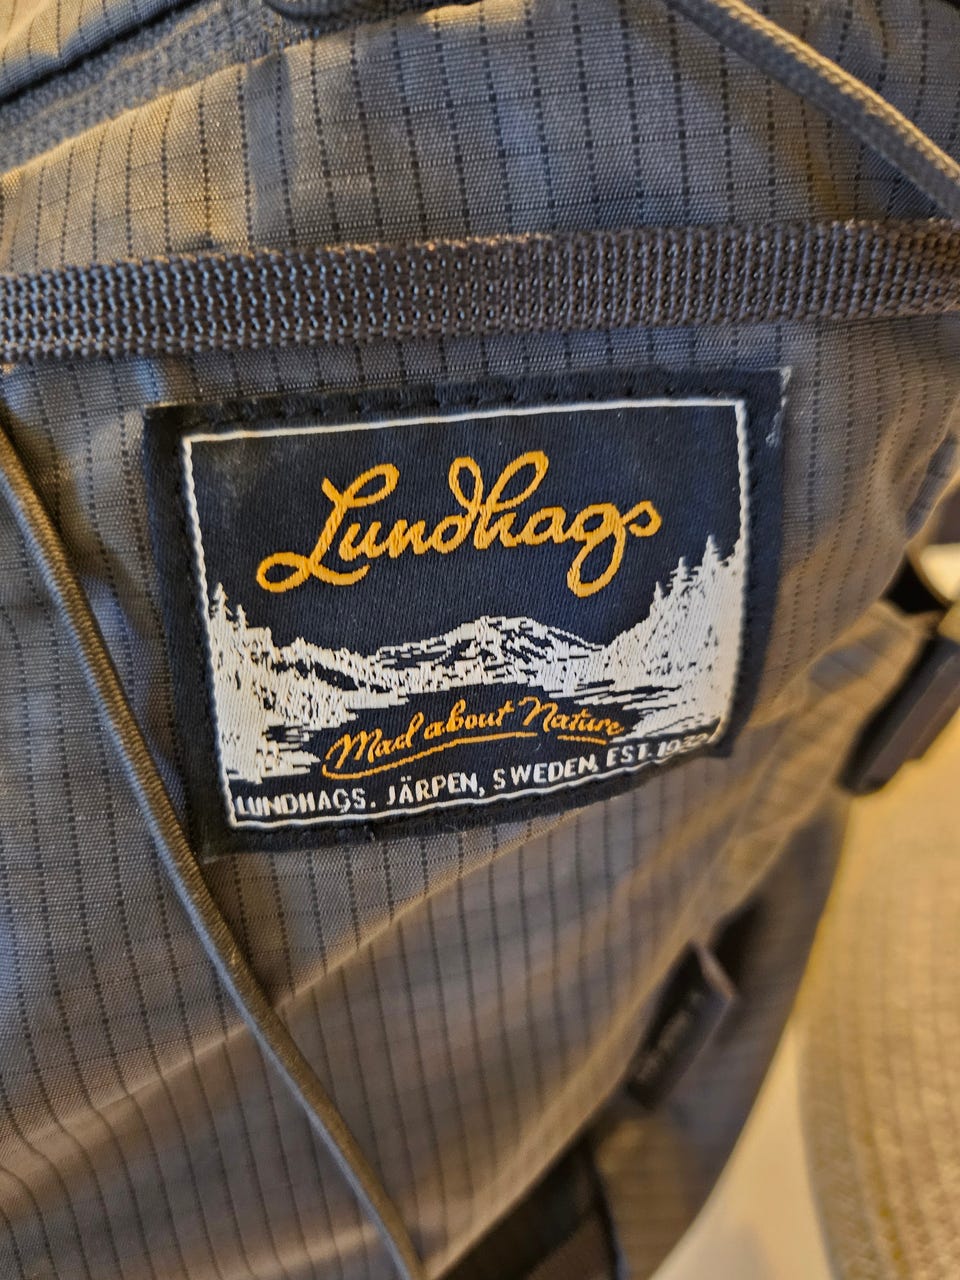 Lundhags
Mad about Nature
LUNDHAGS. JÄRPEN, SWEDEN, EST. 1932